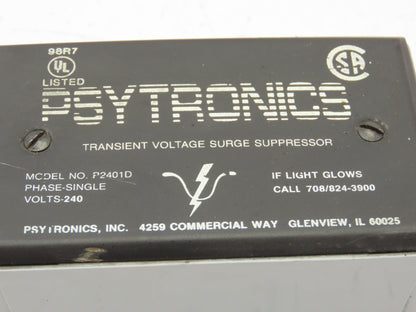 98R7
UL
LISTED
SA
PSYTRONICS
TRANSIENT VOLTAGE SURGE SUPPRESSOR
MODEL NO. P2401D
PHASE-SINGLE
VOLTS-240
IF LIGHT GLOWS
CALL 708/824-3900
PSYTRONICS, INC. 4259 COMMERCIAL WAY GLENVIEW, IL 60025